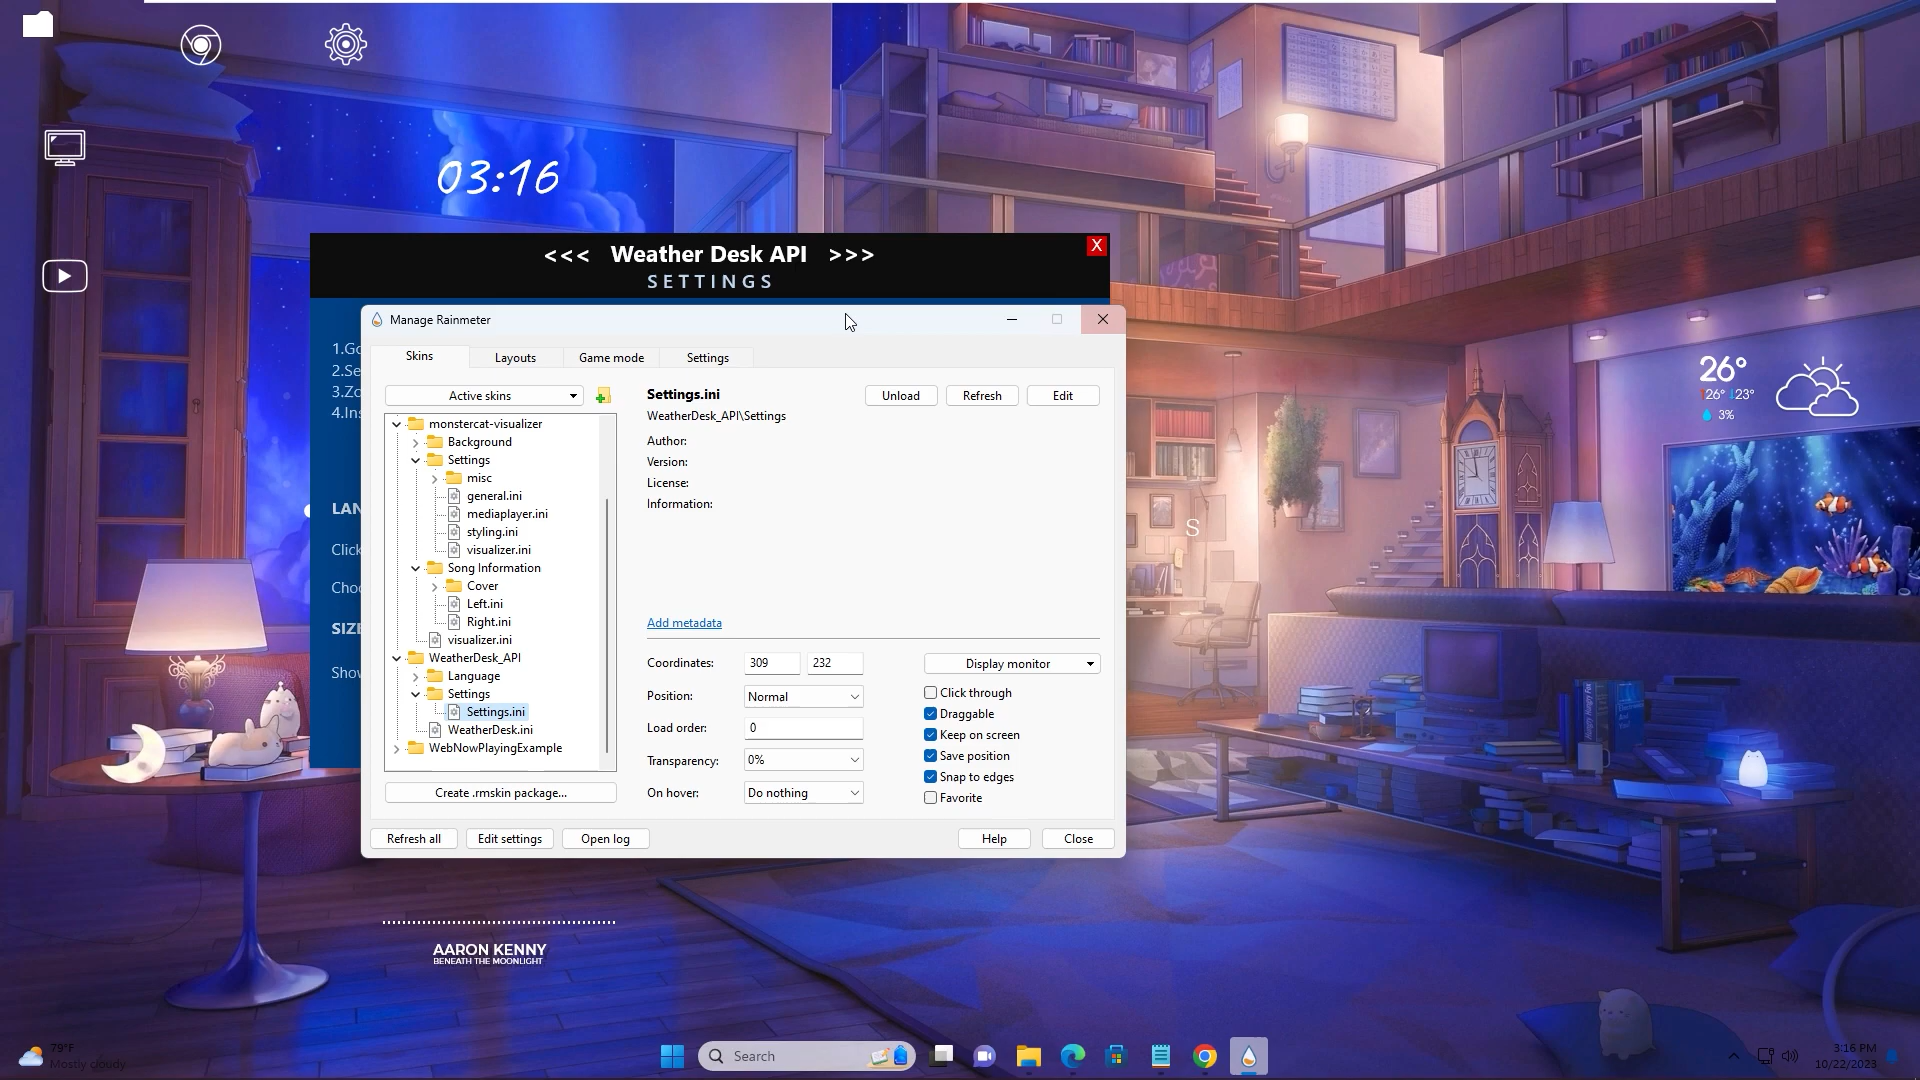 03:16
<<< Weather Desk API >>>
X
SETTINGS
1.Go
2.Se
3.Zc
4.Ins
LAN
Click
Choo
SIZE
Show
Manage Rainmeter
Skins
Layouts
Game mode
Settings
Active skins
monstercat-visualizer
Background
Settings
misc
general.ini
mediaplayer.ini
styling.ini
visualizer.ini
Song Information
Cover
Left.ini
Right.ini
visualizer.ini
WeatherDesk_API
Language
Settings
Settings.ini
WeatherDesk.ini
WebNowPlayingExample
Create .rmskin package...
Settings.ini
Unload
Refresh
Edit
WeatherDesk_API\Settings
Author:
Version:
License:
Information:
Add metadata
Coordinates: 309 232
Display monitor
Position: Normal
Load order: 0
Transparency: 0%
On hover: Do nothing
Click through
Draggable
Keep on screen
Save position
Snap to edges
Favorite
Refresh all
Edit settings
Open log
Help
Close
26°
26° 23°
3%
S
AARON KENNY
BENEATH THE MOONLIGHT
79°F
Mostly cloudy
Search
3:16 PM
10/22/2023